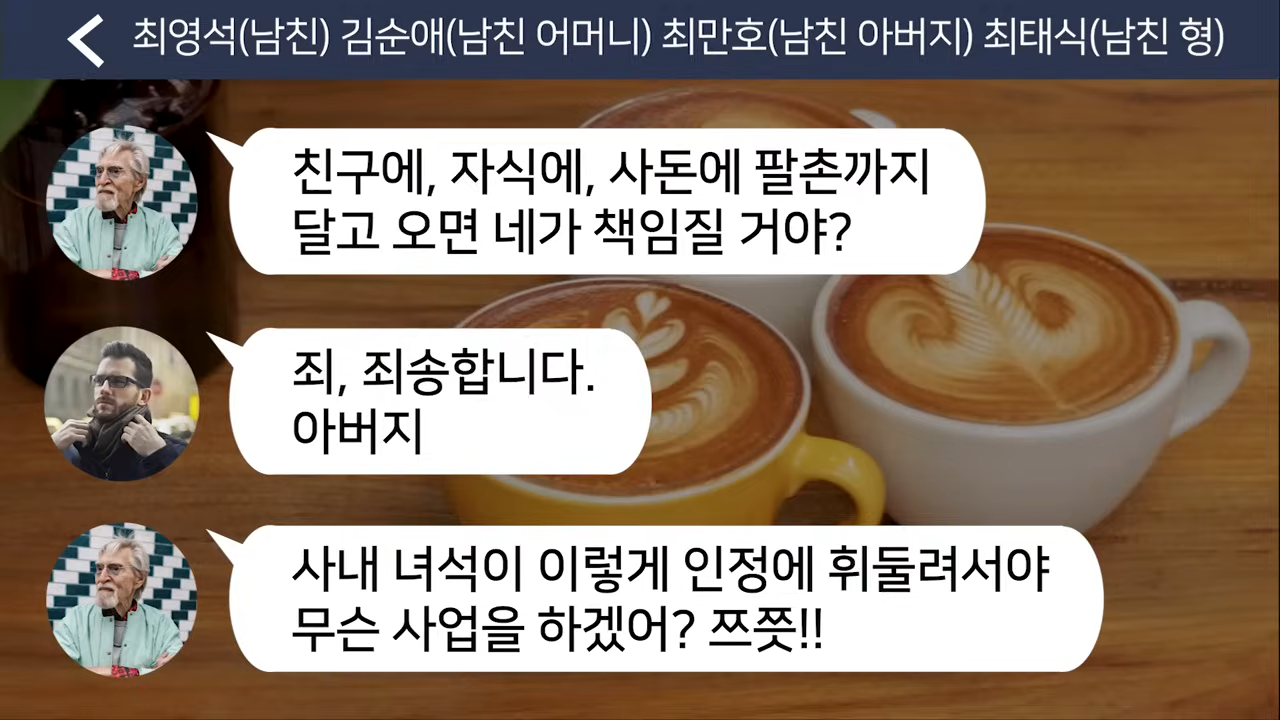 최영석(남친) 김순애(남친 어머니) 최만호(남친 아버지) 최태식(남친 형)
친구에, 자식에, 사돈에 팔촌까지
달고 오면 네가 책임질 거야?
죄, 죄송합니다.
아버지
사내 녀석이 이렇게 인정에 휘둘려서야
무슨 사업을 하겠어? 쯔쯧!!